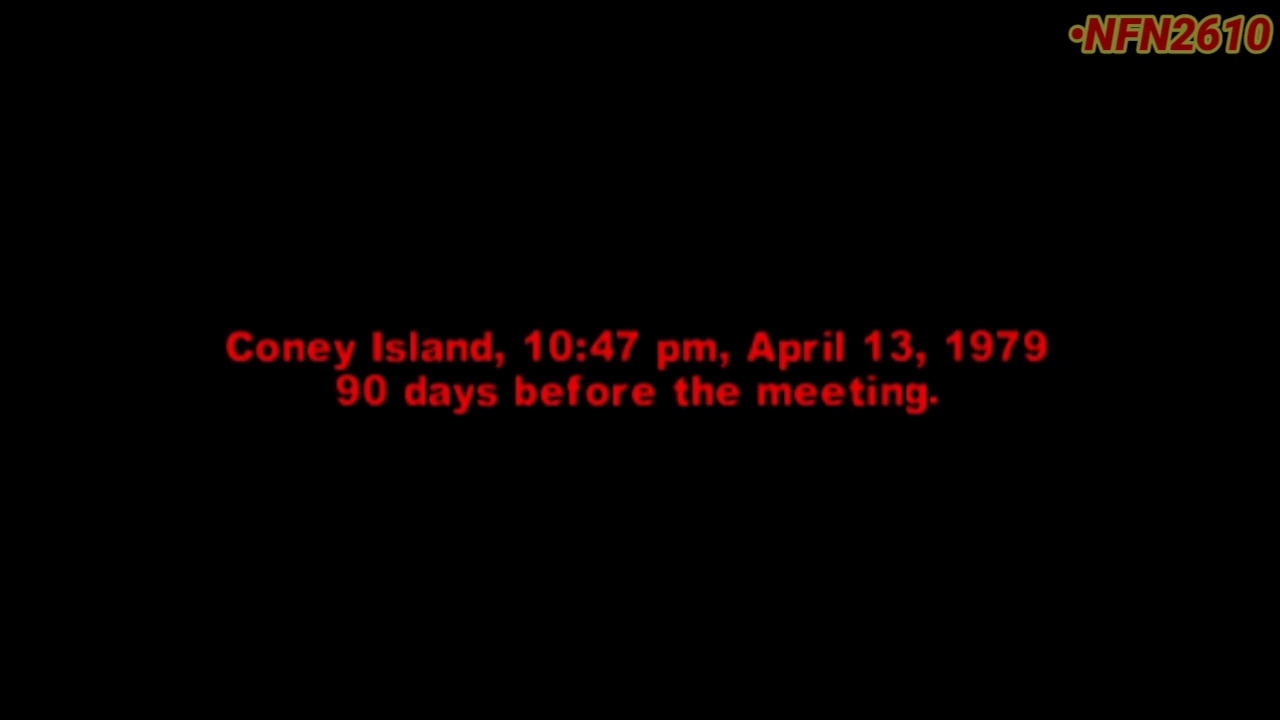 •NFN2610
Coney Island, 10:47 pm, April 13, 1979
90 days before the meeting.